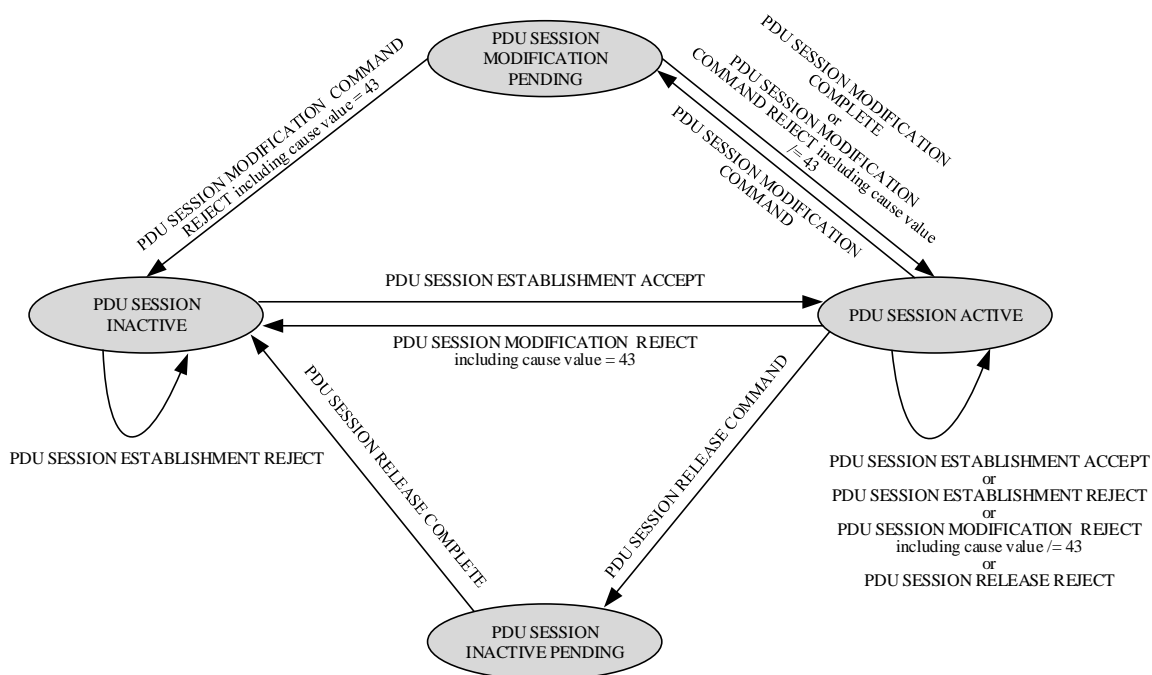 PDU SESSION
MODIFICATION
PENDING
PDU SESSION MODIFICATION COMMAND
REJECT including cause value = 43
PDU SESSION MODIFICATION
COMPLETE
or
PDU SESSION MODIFICATION
COMMAND REJECT including cause value
/= 43
PDU SESSION MODIFICATION
COMMAND
PDU SESSION
INACTIVE
PDU SESSION ESTABLISHMENT ACCEPT
PDU SESSION ACTIVE
PDU SESSION MODIFICATION REJECT
including cause value = 43
PDU SESSION ESTABLISHMENT REJECT
PDU SESSION RELEASE COMPLETE
PDU SESSION RELEASE COMMAND
PDU SESSION ESTABLISHMENT ACCEPT
or
PDU SESSION ESTABLISHMENT REJECT
or
PDU SESSION MODIFICATION REJECT
including cause value /= 43
or
PDU SESSION RELEASE REJECT
PDU SESSION
INACTIVE PENDING